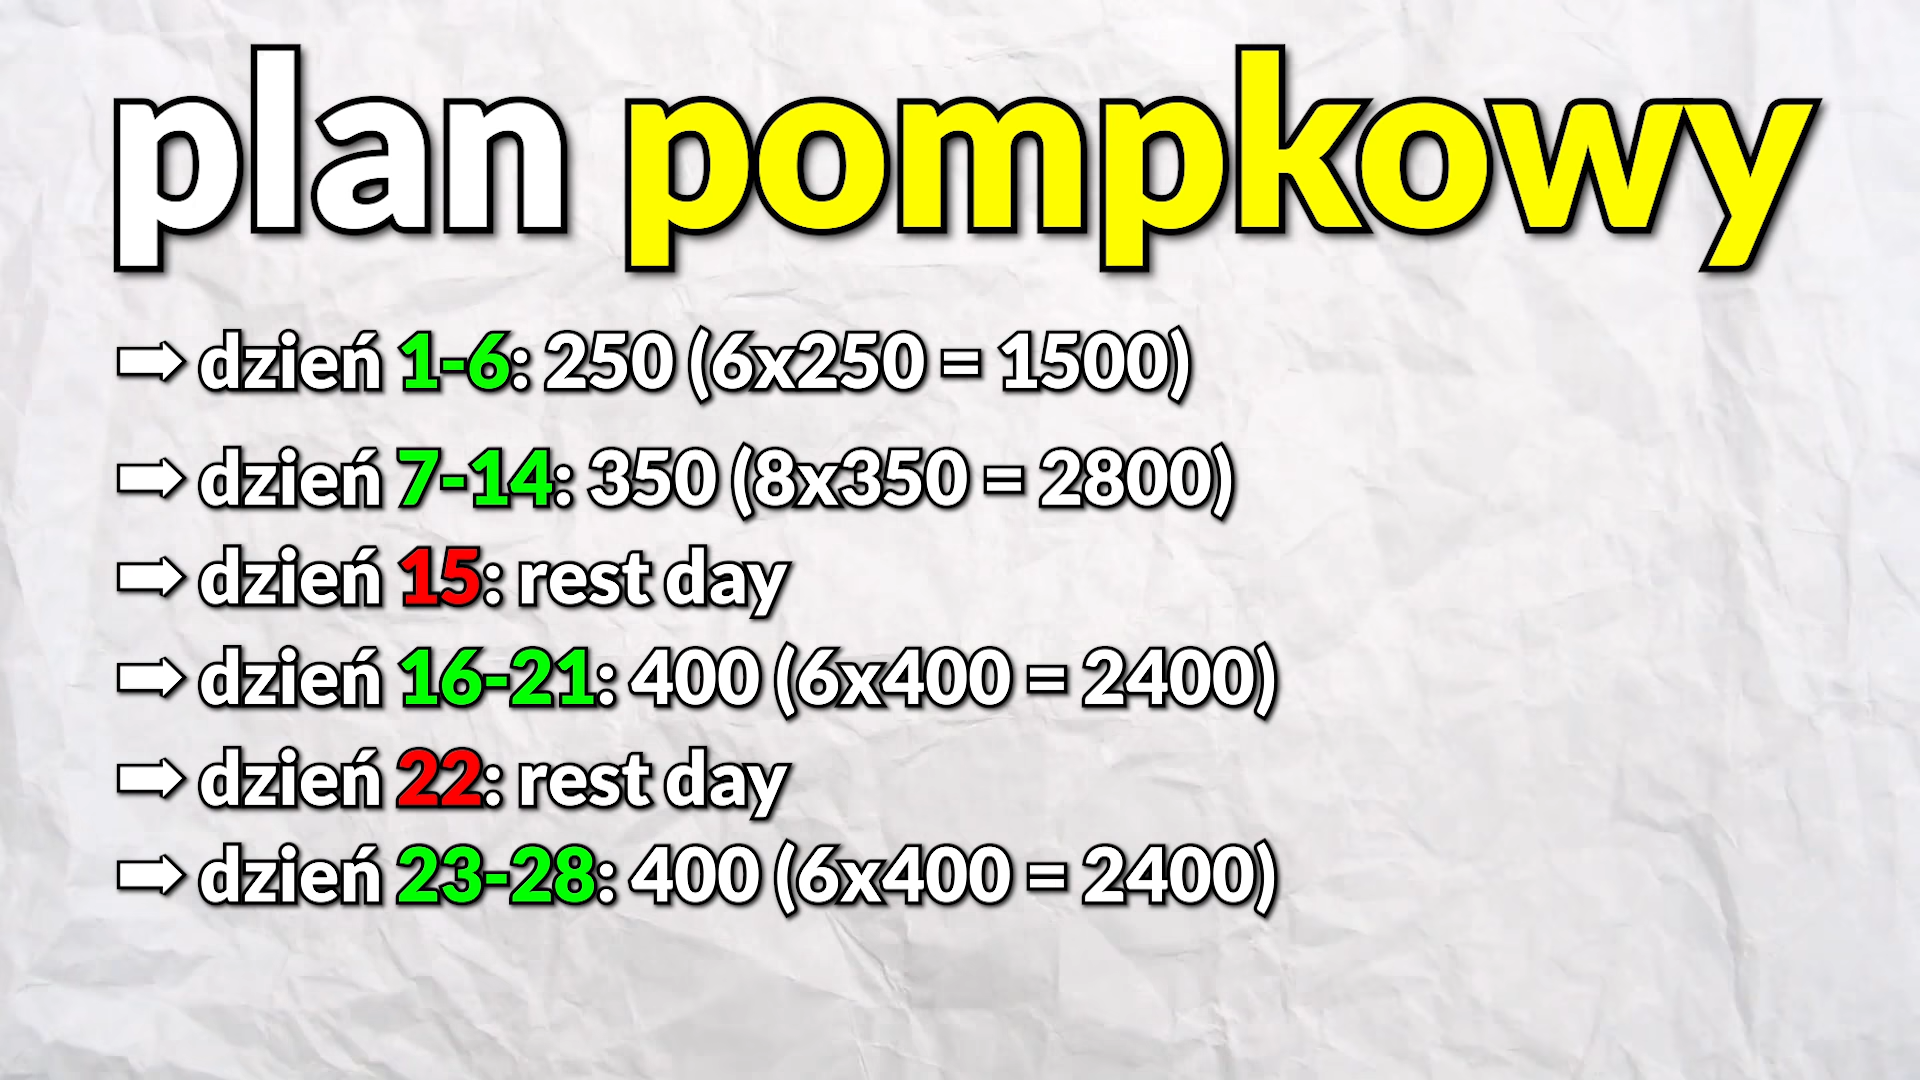 plan pompkowy
➡ dzień 1-6: 250 (6x250 = 1500)
➡ dzień 7-14: 350 (8x350 = 2800)
➡ dzień 15: rest day
➡ dzień 16-21: 400 (6x400 = 2400)
➡ dzień 22: rest day
➡ dzień 23-28: 400 (6x400 = 2400)